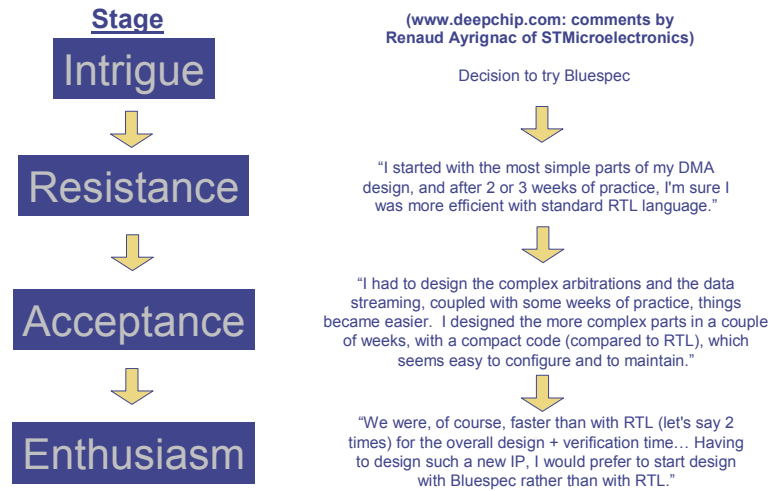 Stage
(www.deepchip.com: comments by
Renaud Ayrignac of STMicroelectronics)
Intrigue
Decision to try Bluespec
Resistance
“I started with the most simple parts of my DMA
design, and after 2 or 3 weeks of practice, I'm sure I
was more efficient with standard RTL language.”
Acceptance
“I had to design the complex arbitrations and the data
streaming, coupled with some weeks of practice, things
became easier.  I designed the more complex parts in a couple
of weeks, with a compact code (compared to RTL), which
seems easy to configure and to maintain.”
Enthusiasm
“We were, of course, faster than with RTL (let's say 2
times) for the overall design + verification time… Having
to design such a new IP, I would prefer to start design
with Bluespec rather than with RTL.”